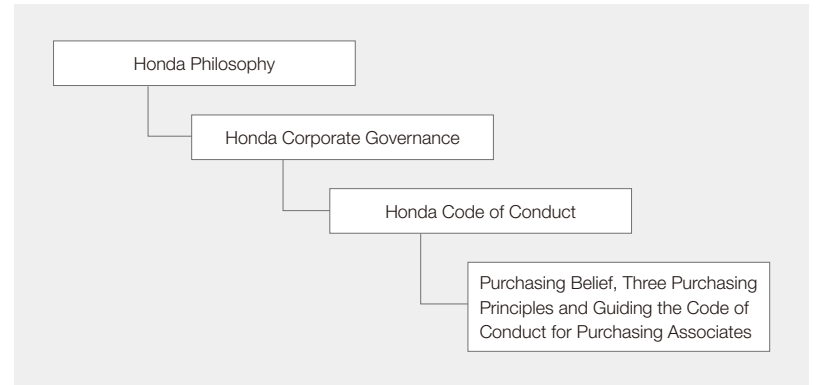 Honda Philosophy
Honda Corporate Governance
Honda Code of Conduct
Purchasing Belief, Three Purchasing
Principles and Guiding the Code of
Conduct for Purchasing Associates